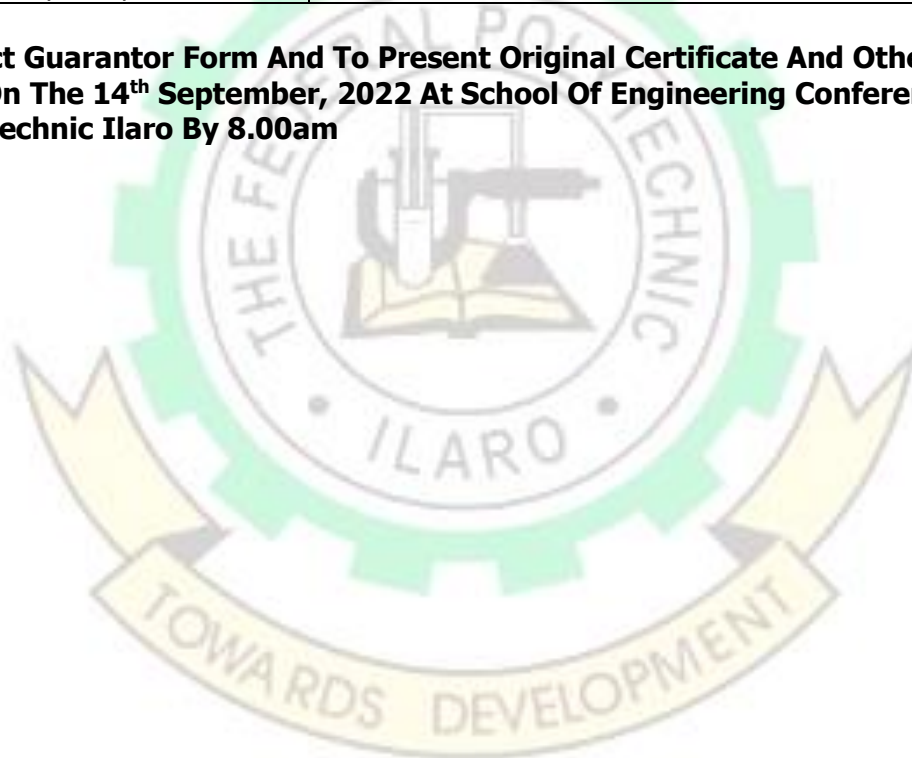 ct Guarantor Form And To Present Original Certificate And Othe
On The 14th September, 2022 At School Of Engineering Conferen
technic Ilaro By 8.00am
THE FEDERAL POLYTECHNIC
ILARO
TOWARDS DEVELOPMENT